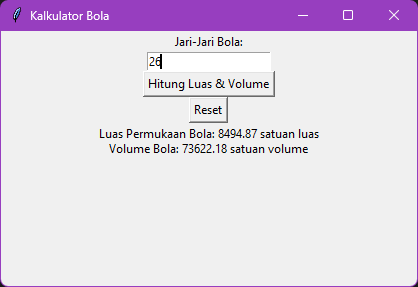 Kalkulator Bola
Jari-Jari Bola:
26
Hitung Luas & Volume
Reset
Luas Permukaan Bola: 8494.87 satuan luas
Volume Bola: 73622.18 satuan volume